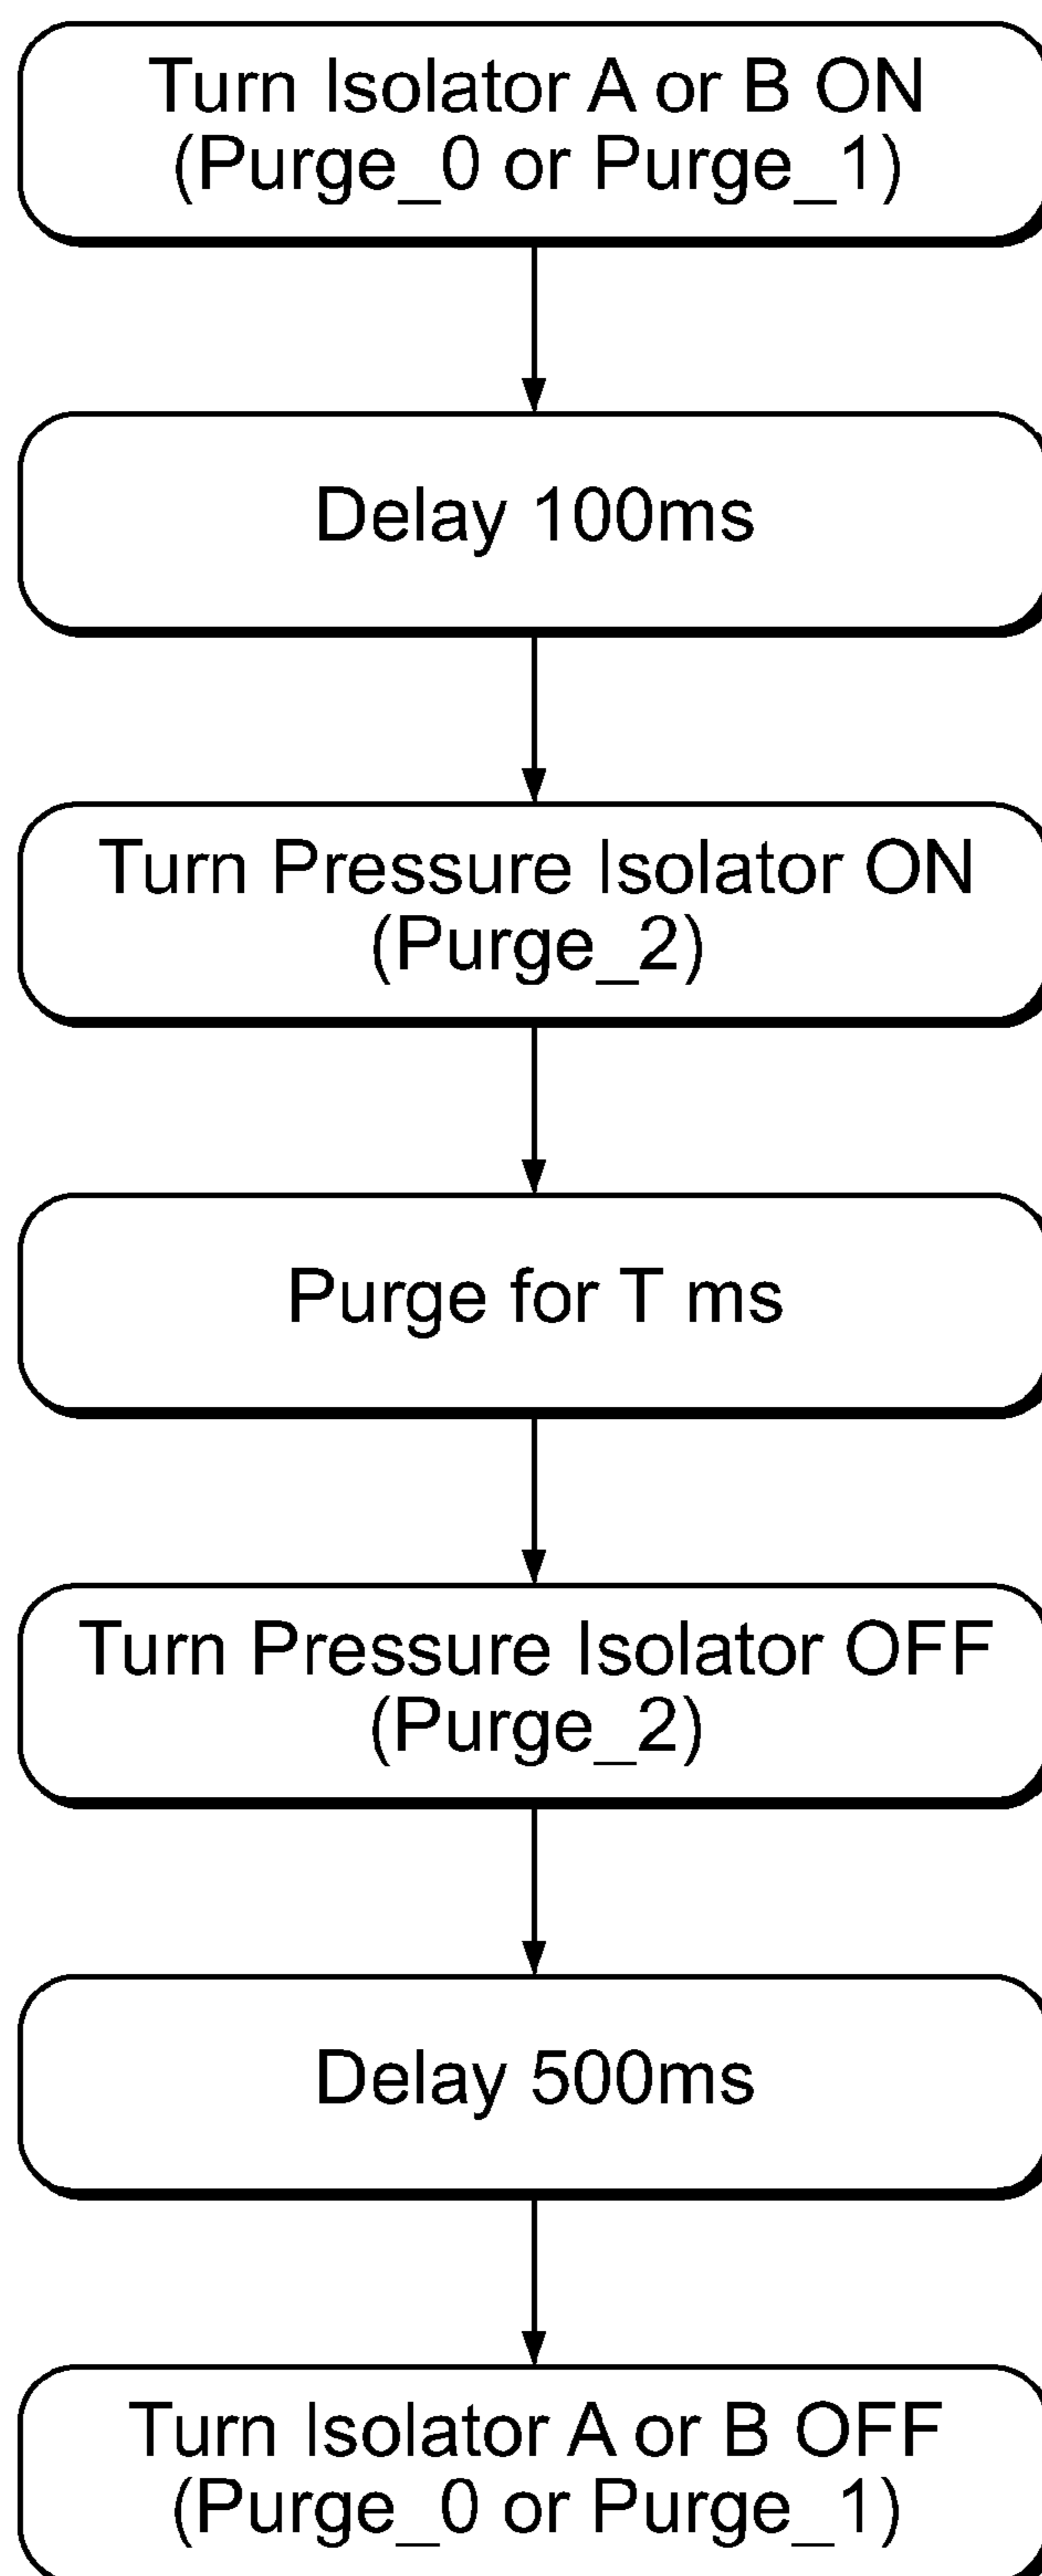 Turn Isolator A or B ON
(Purge_0 or Purge_1)
Delay 100ms
Turn Pressure Isolator ON
(Purge_2)
Purge for T ms
Turn Pressure Isolator OFF
(Purge_2)
Delay 500ms
Turn Isolator A or B OFF
(Purge_0 or Purge_1)